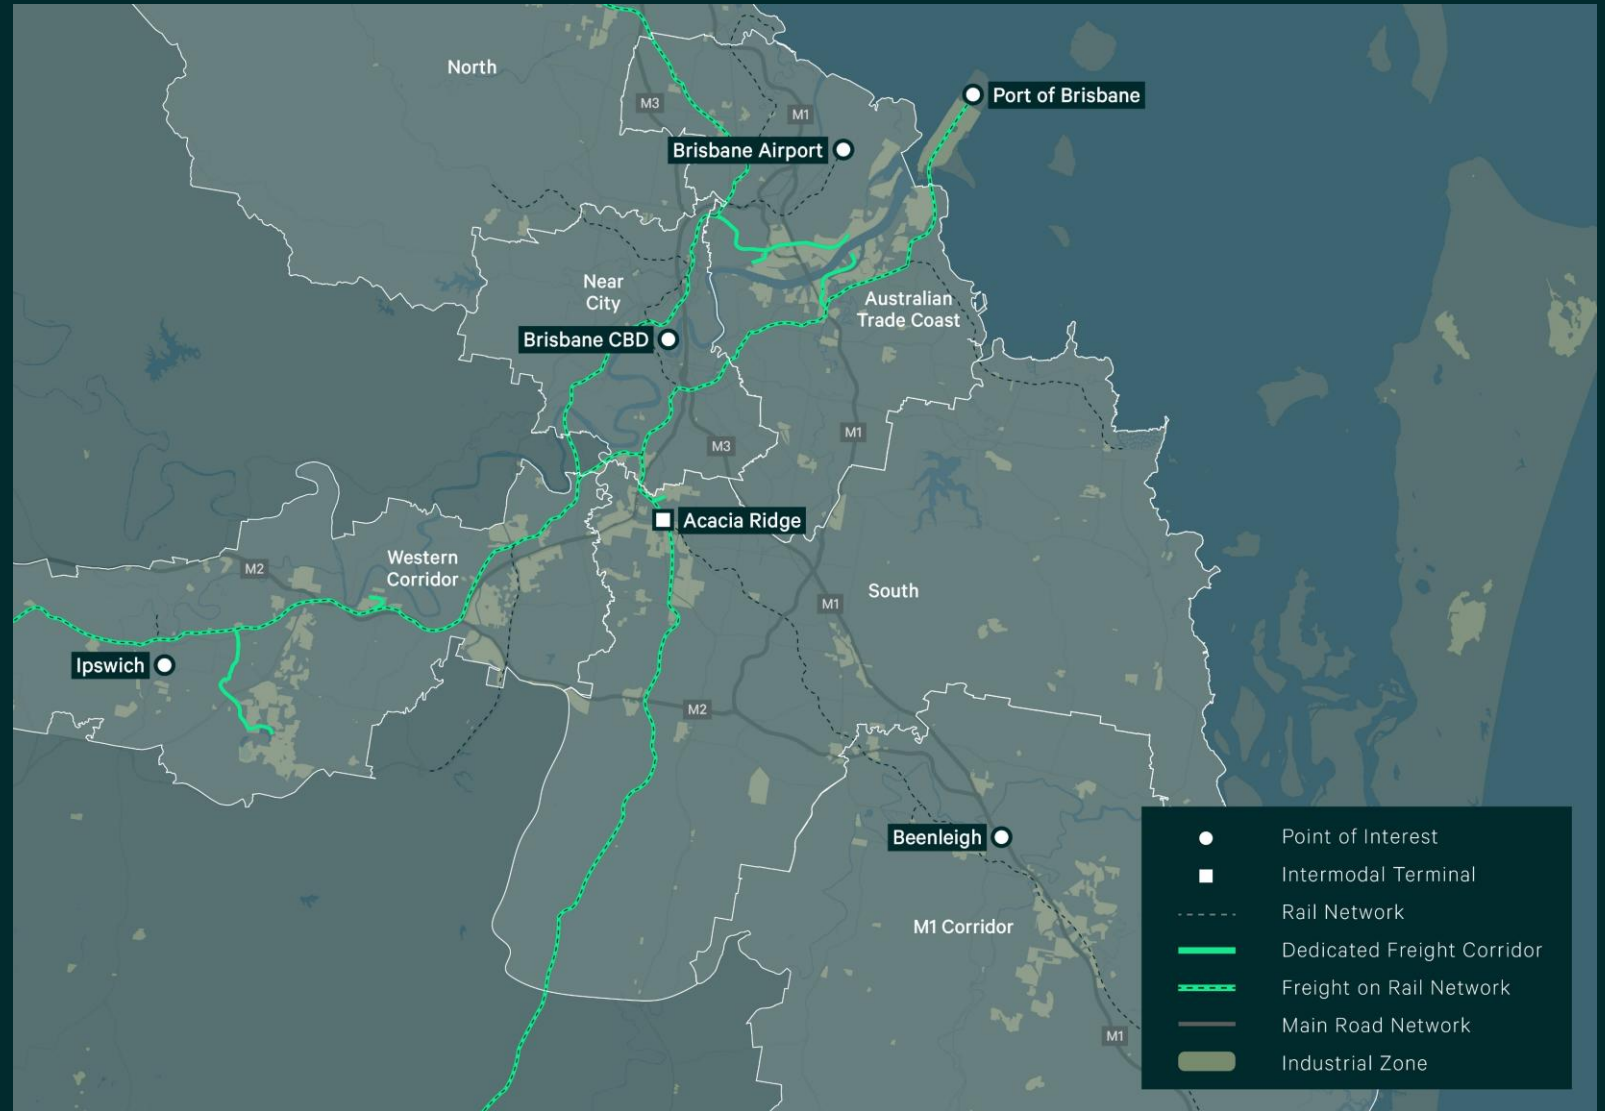 North
M3
M1
Port of Brisbane
Brisbane Airport
Near
City
Australian
Trade Coast
Brisbane CBD
M3
M1
Acacia Ridge
Western
Corridor
M2
South
M1
Ipswich
M2
Beenleigh
M1 Corridor
M1
Point of Interest
Intermodal Terminal
Rail Network
Dedicated Freight Corridor
Freight on Rail Network
Main Road Network
Industrial Zone